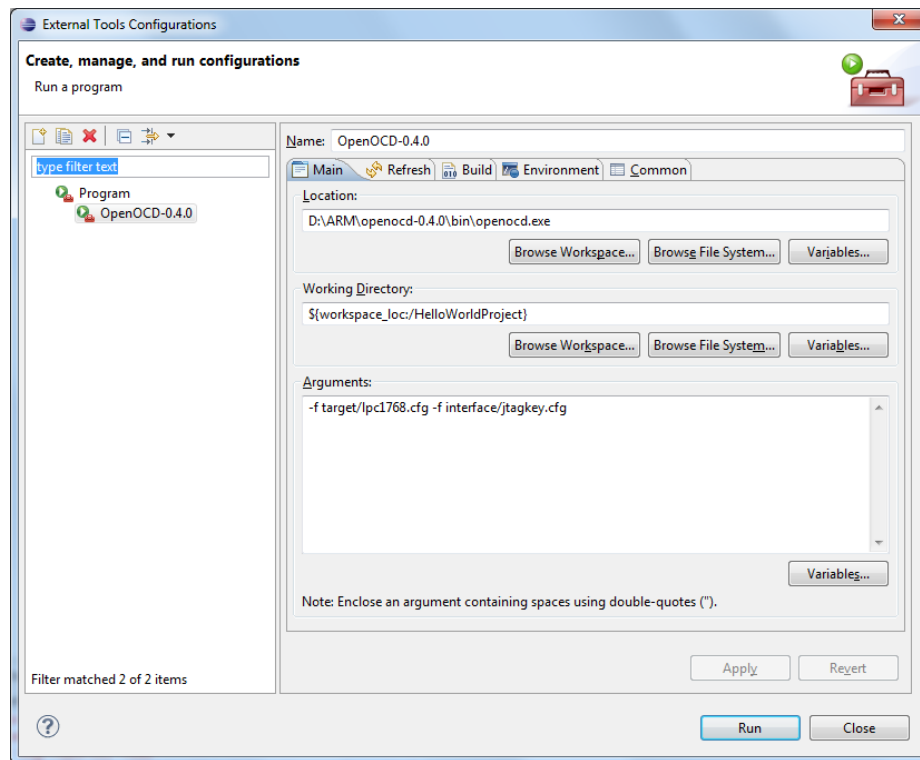 External Tools Configurations
Create, manage, and run configurations
Run a program
type filter text
Program
OpenOCD-0.4.0
Filter matched 2 of 2 items
Name: OpenOCD-0.4.0
Main Refresh Build Environment Common
Location:
D:\ARM\openocd-0.4.0\bin\openocd.exe
Browse Workspace... Browse File System... Variables...
Working Directory:
${workspace_loc:/HelloWorldProject}
Browse Workspace... Browse File System... Variables...
Arguments:
-f target/lpc1768.cfg -f interface/jtagkey.cfg
Variables...
Note: Enclose an argument containing spaces using double-quotes (").
Apply Revert
? Run Close